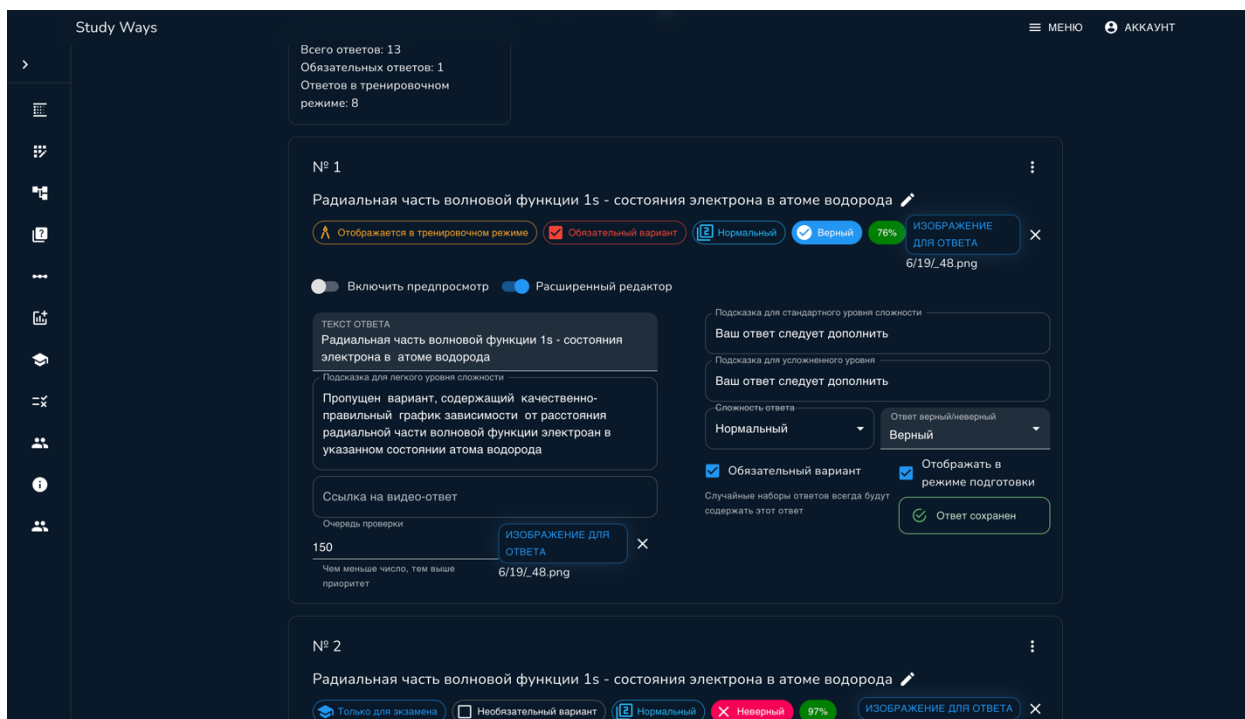 Study Ways
МЕНЮ
АККАУНТ
Всего ответов: 13
Обязательных ответов: 1
Ответов в тренировочном
режиме: 8
№ 1
Радиальная часть волновой функции 1s - состояния электрона в атоме водорода
Отображается в тренировочном режиме
Обязательный вариант
Нормальный
Верный
76%
ИЗОБРАЖЕНИЕ
ДЛЯ ОТВЕТА
6/19/_48.png
Включить предпросмотр
Расширенный редактор
ТЕКСТ ОТВЕТА
Радиальная часть волновой функции 1s - состояния
электрона в атоме водорода
Подсказка для легкого уровня сложности
Пропущен вариант, содержащий качественно-
правильный график зависимости от расстояния
радиальной части волновой функции электроан в
указанном состоянии атома водорода
Ссылка на видео-ответ
Очередь проверки
150
Чем меньше число, тем выше
приоритет
ИЗОБРАЖЕНИЕ ДЛЯ
ОТВЕТА
6/19/_48.png
Подсказка для стандартного уровня сложности
Ваш ответ следует дополнить
Подсказка для усложненного уровня
Ваш ответ следует дополнить
Сложность ответа
Нормальный
Ответ верный/неверный
Верный
Обязательный вариант
Случайные наборы ответов всегда будут
содержать этот ответ
Отображать в
режиме подготовки
Ответ сохранен
№ 2
Радиальная часть волновой функции 1s - состояния электрона в атоме водорода
Только для экзамена
Необязательный вариант
Нормальный
Неверный
97%
ИЗОБРАЖЕНИЕ ДЛЯ ОТВЕТА